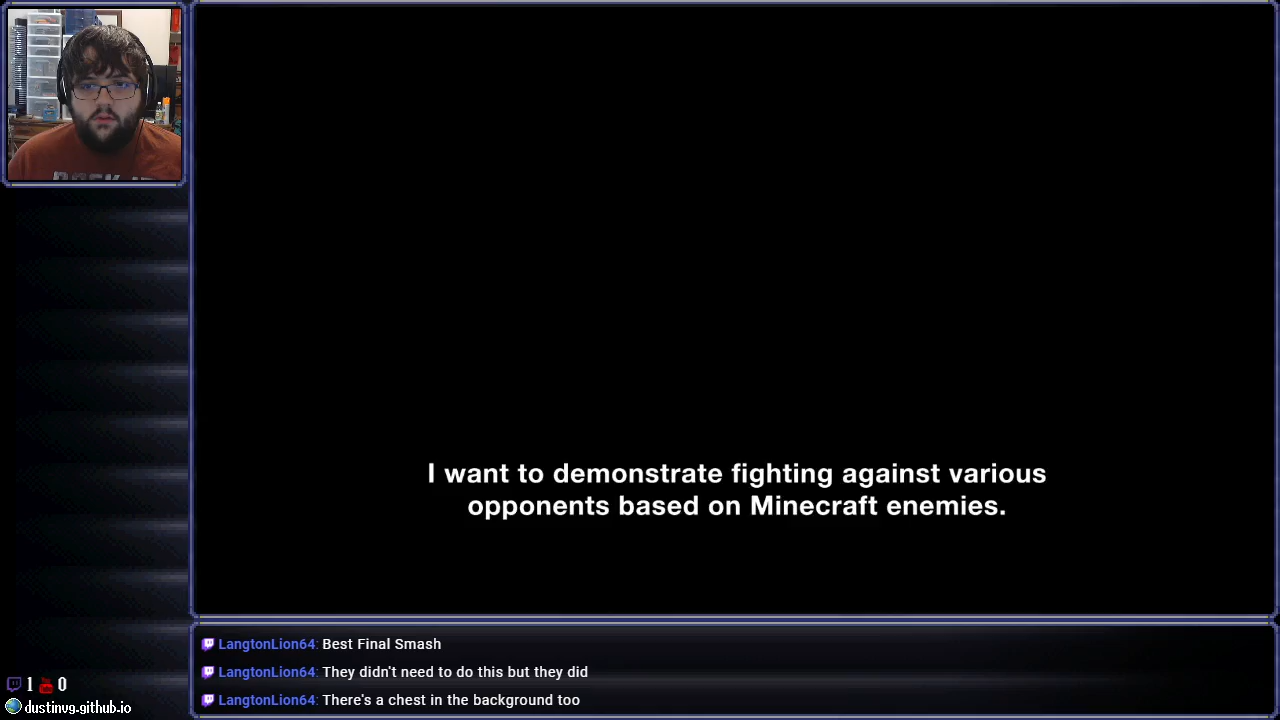 I want to demonstrate fighting against various
opponents based on Minecraft enemies.
LangtonLion64: Best Final Smash
LangtonLion64: They didn't need to do this but they did
LangtonLion64: There's a chest in the background too
1 0
dustinvg.github.io